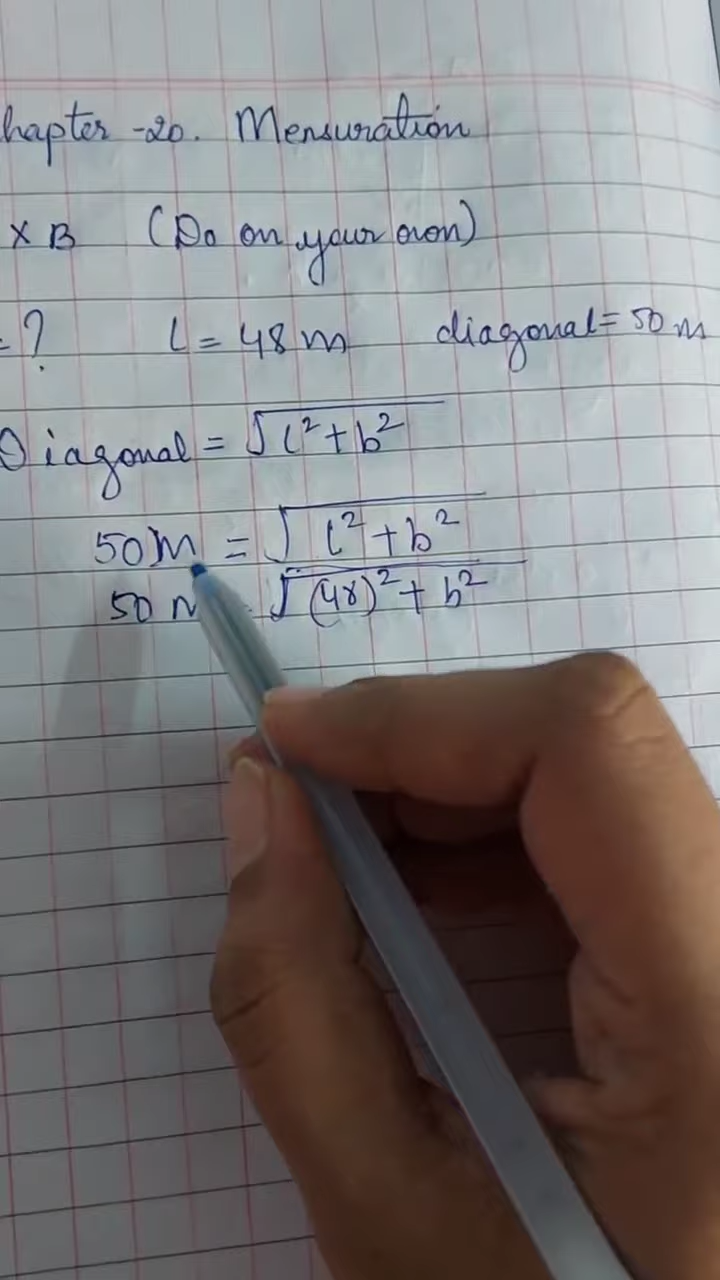 hapter -20. Mensuration
x B (Do on your own)
= ? l = 48 m diagonal = 50 m
Diagonal = √l²+b²
50m = √l²+b²
50 √(48)²+b²